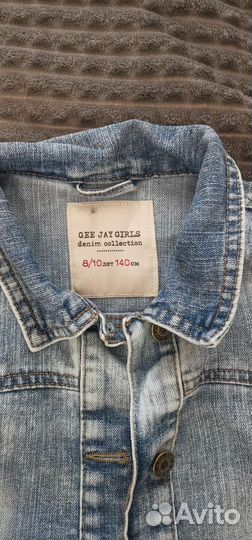 GEE JAY GIRLS
denim collection
8/10 лет 140 см
Avito